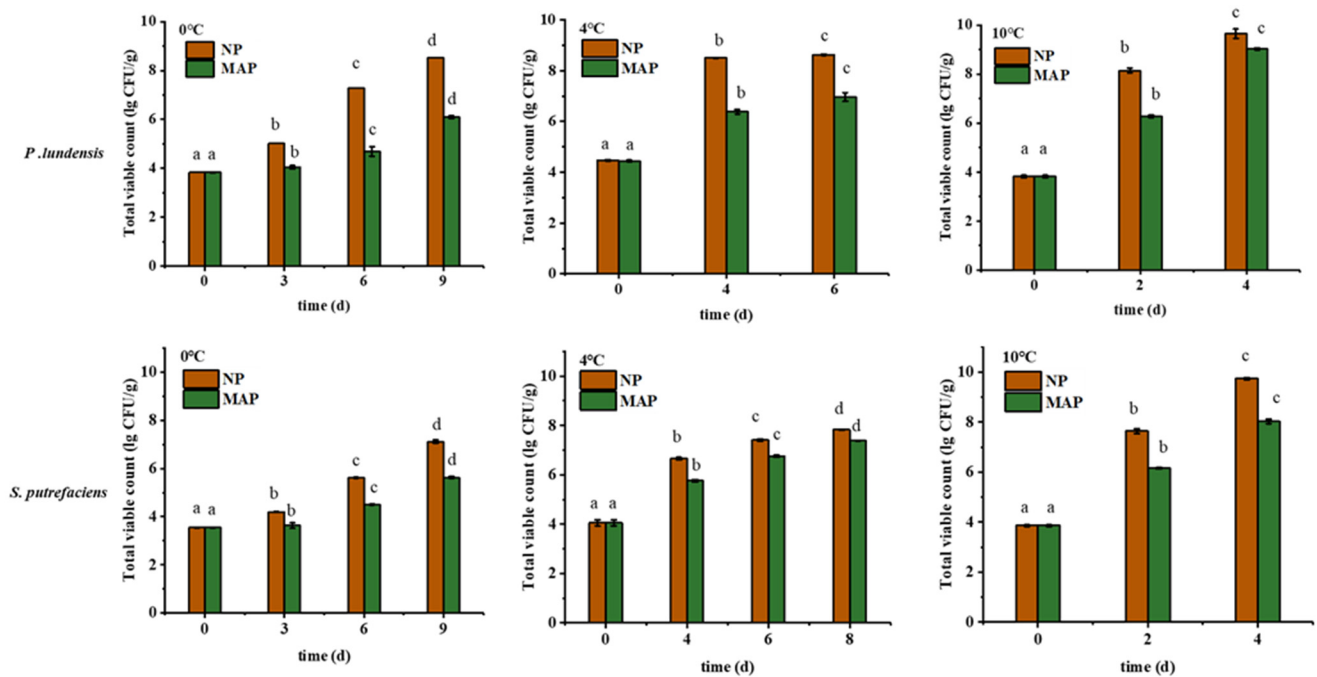 P .lundensis
Total viable count (lg CFU/g)
0°C
NP
MAP
10
8
6
4
2
0
a a
b
b
c
c
d
d
0 3 6 9
time (d)
Total viable count (lg CFU/g)
4°C
NP
MAP
10
8
6
4
2
0
a a
b
b
c
c
0 4 6
time (d)
Total viable count (lg CFU/g)
10°C
NP
MAP
10
8
6
4
2
0
a a
b
b
c
c
0 2 4
time (d)
S. putrefaciens
Total viable count (lg CFU/g)
0°C
NP
MAP
10
8
6
4
2
0
a a
b
b
c
c
d
d
0 3 6 9
time (d)
Total viable count (lg CFU/g)
4°C
NP
MAP
10
8
6
4
2
0
a a
b
b
c
c
d
d
0 4 6 8
time (d)
Total viable count (lg CFU/g)
10°C
NP
MAP
10
8
6
4
2
0
a a
b
b
c
c
0 2 4
time (d)